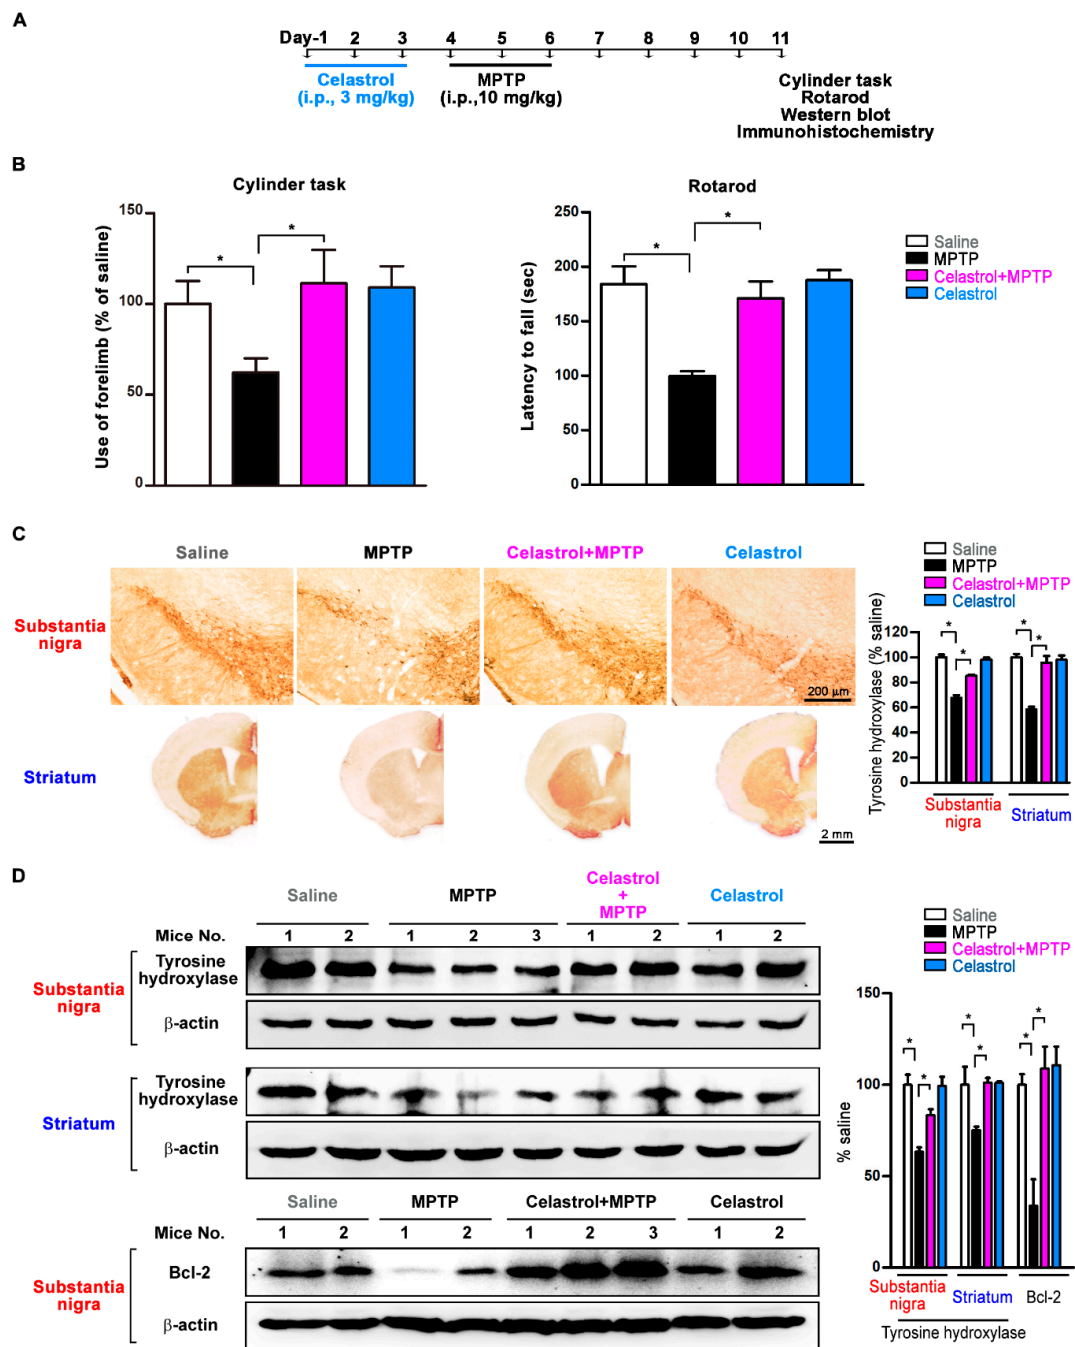 A
Day-1 2 3 4 5 6 7 8 9 10 11
Celastrol
(i.p., 3 mg/kg)
MPTP
(i.p.,10 mg/kg)
Cylinder task
Rotarod
Western blot
Immunohistochemistry
B
Cylinder task
Use of forelimb (% of saline)
150
100
50
0
*
*
Rotarod
Latency to fall (sec)
250
200
150
100
50
0
*
*
Saline
MPTP
Celastrol+MPTP
Celastrol
C
Saline MPTP Celastrol+MPTP Celastrol
Substantia
nigra
200 µm
Striatum
2 mm
Saline
MPTP
Celastrol+MPTP
Celastrol
Tyrosine hydroxylase (% saline)
120
100
80
60
40
20
0
*
*
*
*
Substantia
nigra
Striatum
D
Saline MPTP Celastrol
+
MPTP Celastrol
Mice No. 1 2 1 2 3 1 2 1 2
Substantia
nigra
Tyrosine
hydroxylase
β-actin
Striatum
Tyrosine
hydroxylase
β-actin
Saline MPTP Celastrol+MPTP Celastrol
Mice No. 1 2 1 2 1 2 3 1 2
Substantia
nigra
Bcl-2
β-actin
Saline
MPTP
Celastrol+MPTP
Celastrol
% saline
150
100
50
0
*
*
*
*
*
*
Substantia
nigra
Striatum
Bcl-2
Tyrosine hydroxylase